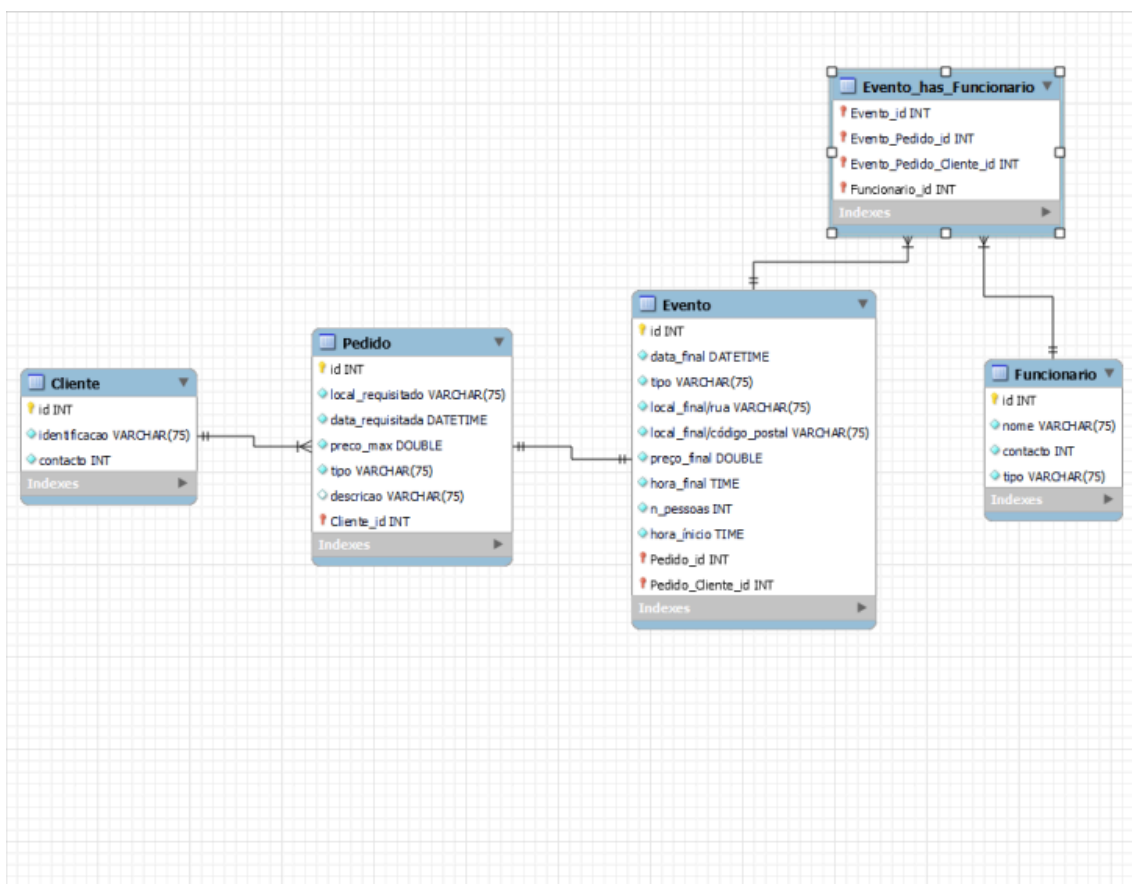 Cliente
id INT
identificacao VARCHAR(75)
contacto INT
Indexes
Pedido
id INT
local_requisitado VARCHAR(75)
data_requisitada DATETIME
preco_max DOUBLE
tipo VARCHAR(75)
descricao VARCHAR(75)
Cliente_id INT
Indexes
Evento
id INT
data_final DATETIME
tipo VARCHAR(75)
local_final/rua VARCHAR(75)
local_final/código_postal VARCHAR(75)
preço_final DOUBLE
hora_final TIME
n_pessoas INT
hora_ínicio TIME
Pedido_id INT
Pedido_Cliente_id INT
Indexes
Evento_has_Funcionario
Evento_id INT
Evento_Pedido_id INT
Evento_Pedido_Cliente_id INT
Funcionario_id INT
Indexes
Funcionario
id INT
nome VARCHAR(75)
contacto INT
tipo VARCHAR(75)
Indexes